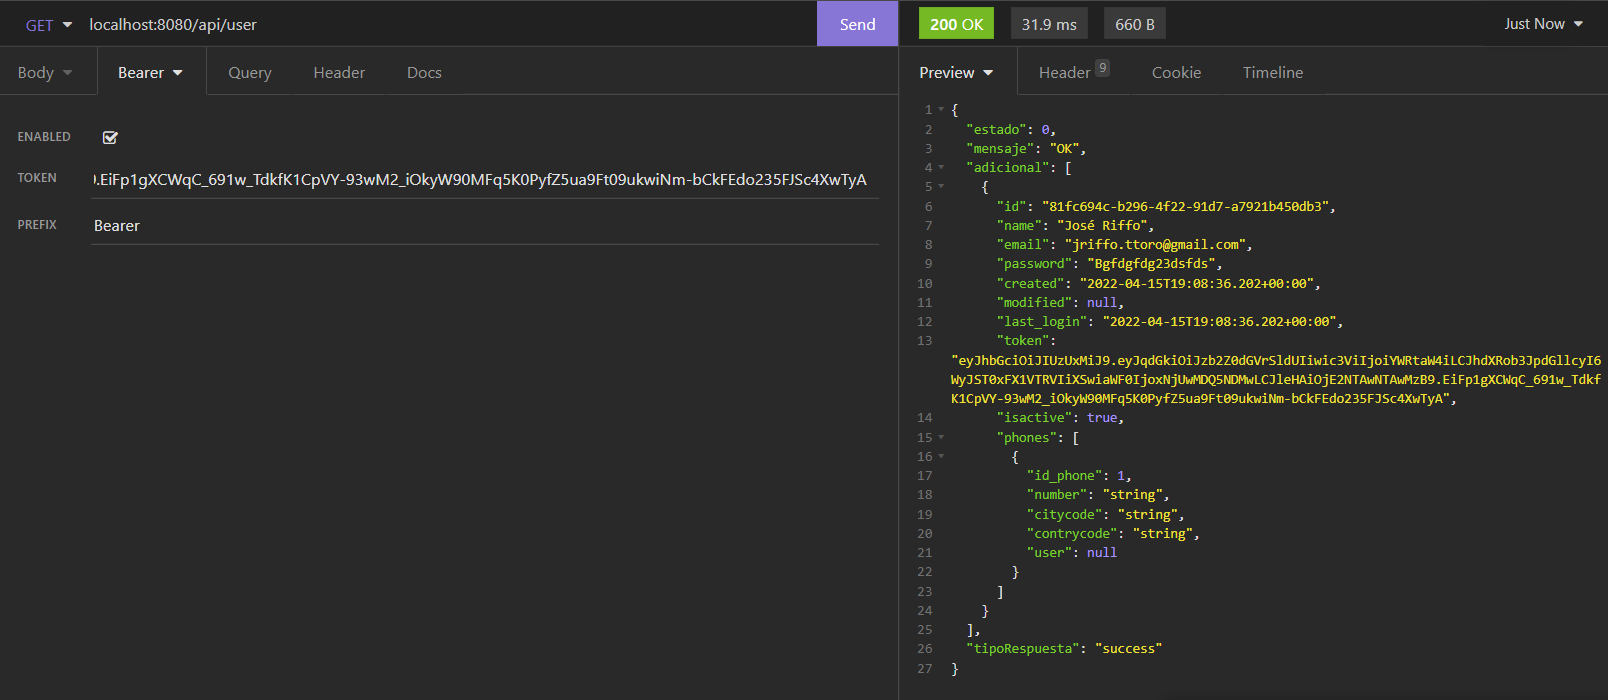 GET localhost:8080/api/user Send
Body Bearer Query Header Docs
ENABLED
TOKEN .EiFp1gXCWqC_691w_TdkfK1CpVY-93wM2_iOkyW90MFq5K0PyfZ5ua9Ft09ukwiNm-bCkFEdo235FJSc4XwTyA
PREFIX Bearer
200 OK 31.9 ms 660 B Just Now
Preview Header 9 Cookie Timeline
1 {
2 "estado": 0,
3 "mensaje": "OK",
4 "adicional": [
5 {
6 "id": "81fc694c-b296-4f22-91d7-a7921b450db3",
7 "name": "José Riffo",
8 "email": "jriffo.ttoro@gmail.com",
9 "password": "Bgfdgfdg23dsfds",
10 "created": "2022-04-15T19:08:36.202+00:00",
11 "modified": null,
12 "last_login": "2022-04-15T19:08:36.202+00:00",
13 "token":
"eyJhbGciOiJIUzUxMiJ9.eyJqdGkiOiJzb2Z0dGVrSldUIiwic3ViIjoiYWRtaW4iLCJhdXRob3JpdGllcyI6
WyJST0xFX1VTRVIiXSwiaWF0IjoxNjUwMDQ5NDMwLCJleHAiOjE2NTAwNTAwMzB9.EiFp1gXCWqC_691w_Tdkf
K1CpVY-93wM2_iOkyW90MFq5K0PyfZ5ua9Ft09ukwiNm-bCkFEdo235FJSc4XwTyA",
14 "isactive": true,
15 "phones": [
16 {
17 "id_phone": 1,
18 "number": "string",
19 "citycode": "string",
20 "contrycode": "string",
21 "user": null
22 }
23 ]
24 }
25 ],
26 "tipoRespuesta": "success"
27 }